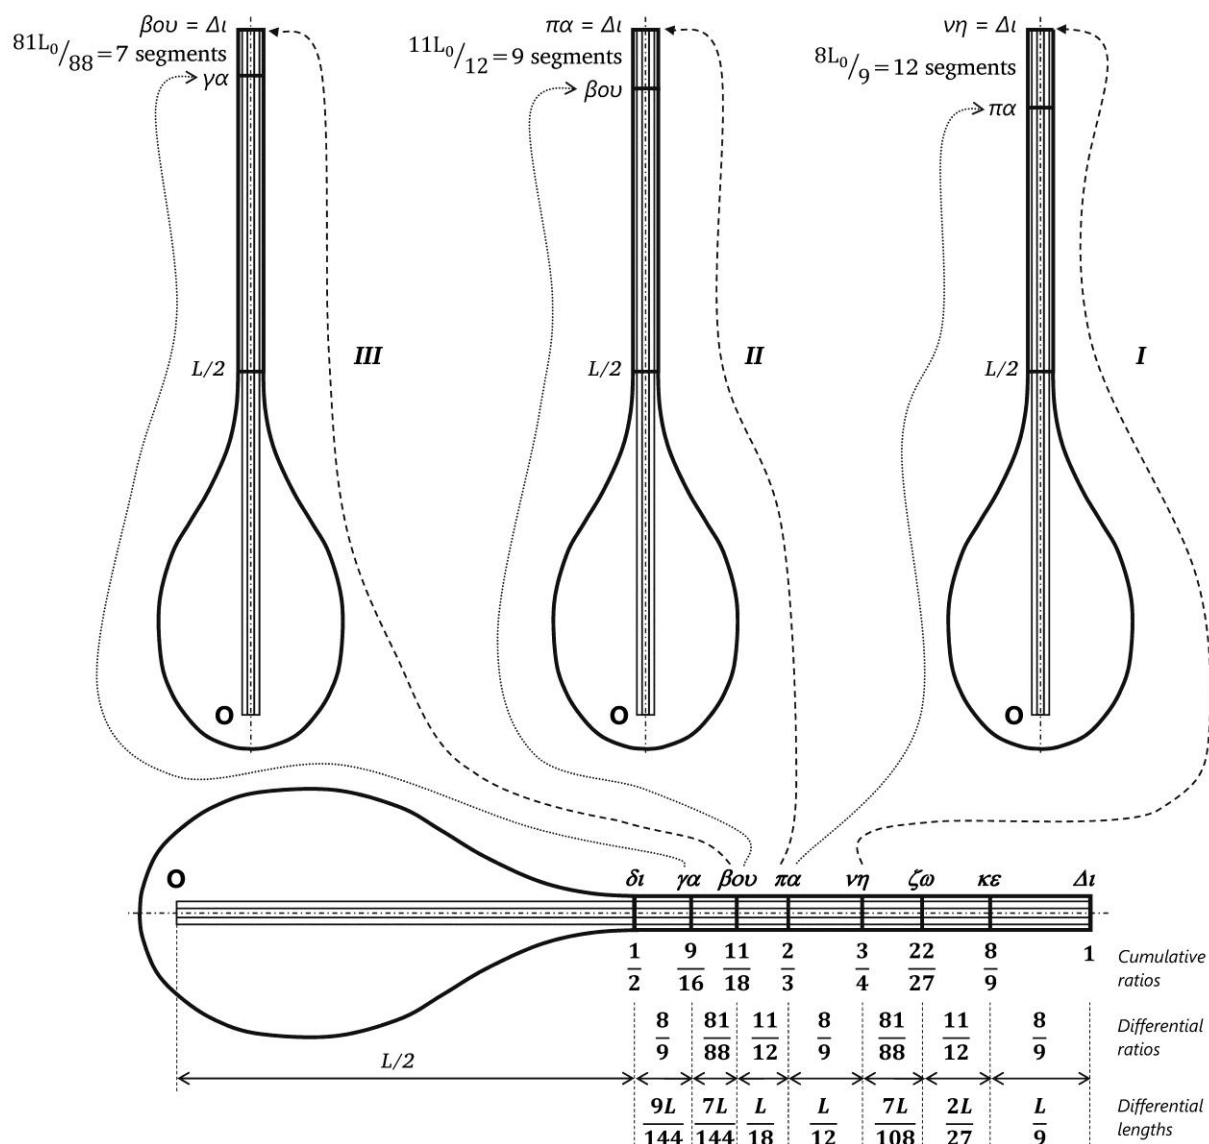 βου = Δι
81L₀/88 = 7 segments
γα
L/2
III
O
πα = Δι
11L₀/12 = 9 segments
βου
L/2
II
O
νη = Δι
8L₀/9 = 12 segments
πα
L/2
I
O
O δι γα βου πα νη ζω κε Δι
1/2 9/16 11/18 2/3 3/4 22/27 8/9 1 Cumulative
ratios
8/9 81/88 11/12 8/9 81/88 11/12 8/9 Differential
ratios
L/2
9L/144 7L/144 L/18 L/12 7L/108 2L/27 L/9 Differential
lengths